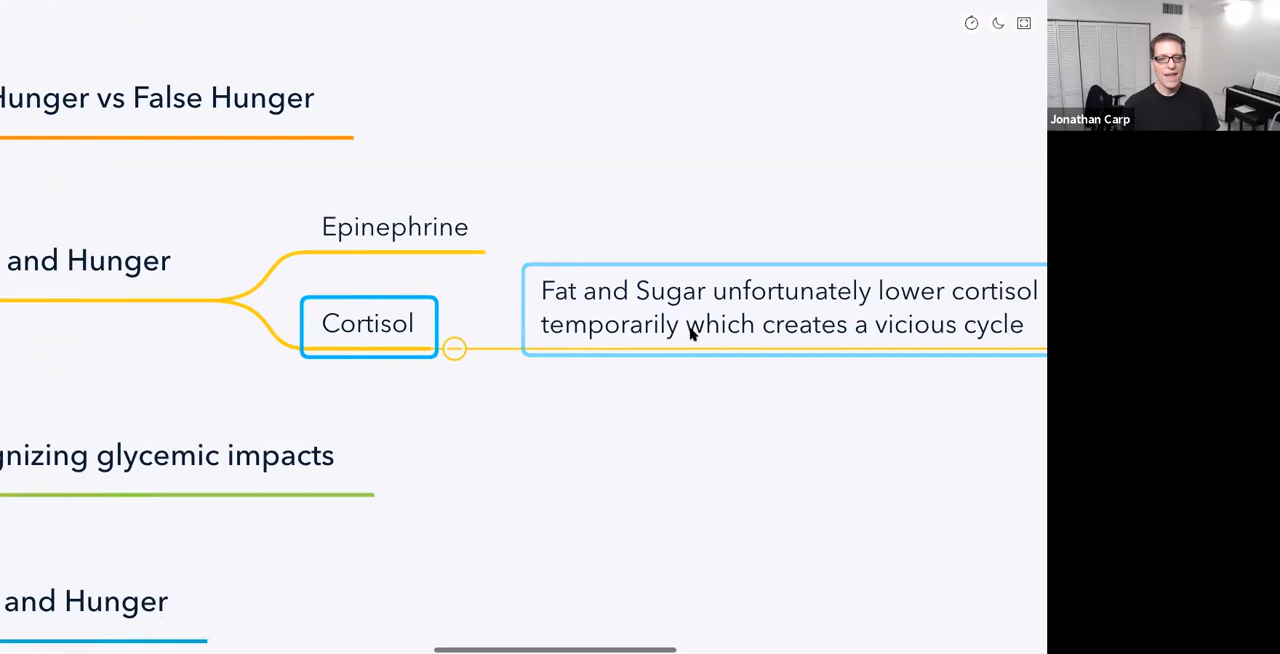 Hunger vs False Hunger
Jonathan Carp
Epinephrine
and Hunger
Fat and Sugar unfortunately lower cortisol
temporarily which creates a vicious cycle
Cortisol
glycemic impacts
and Hunger